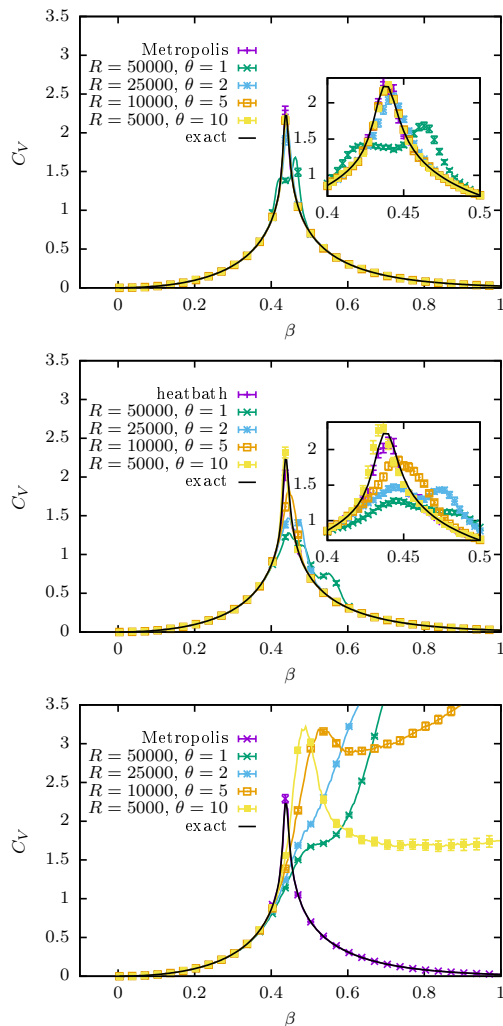 3.5
3
2.5
2
1.5
1
0.5
0
C_V
Metropolis
R = 50000, θ = 1
R = 25000, θ = 2
R = 10000, θ = 5
R = 5000, θ = 10
exact
2
1.5
1
0.4 0.45 0.5
0 0.2 0.4 0.6 0.8 1
β
3.5
3
2.5
2
1.5
1
0.5
0
C_V
heatbath
R = 50000, θ = 1
R = 25000, θ = 2
R = 10000, θ = 5
R = 5000, θ = 10
exact
2
1.5
1
0.4 0.45 0.5
0 0.2 0.4 0.6 0.8 1
β
3.5
3
2.5
2
1.5
1
0.5
0
C_V
Metropolis
R = 50000, θ = 1
R = 25000, θ = 2
R = 10000, θ = 5
R = 5000, θ = 10
exact
0 0.2 0.4 0.6 0.8 1
β